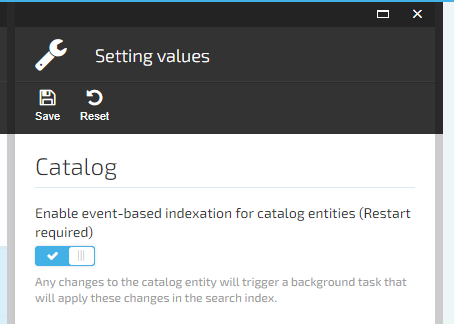 Setting values
Save Reset
Catalog
Enable event-based indexation for catalog entities (Restart
required)
Any changes to the catalog entity will trigger a background task that
will apply these changes in the search index.